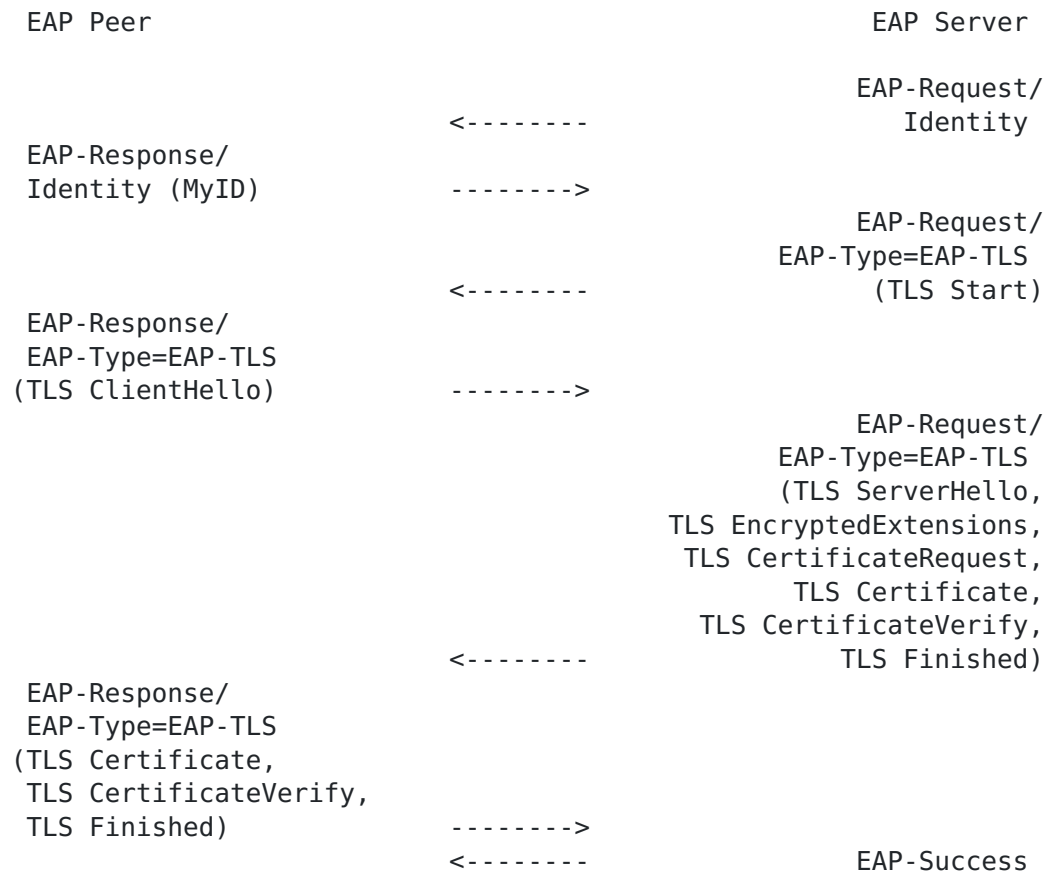 EAP Peer                                              EAP Server

                                                     EAP-Request/
                           <--------                    Identity
EAP-Response/
Identity (MyID)            -------->
                                                     EAP-Request/
                                                EAP-Type=EAP-TLS
                           <--------                  (TLS Start)
EAP-Response/
EAP-Type=EAP-TLS
(TLS ClientHello)          -------->
                                                     EAP-Request/
                                                EAP-Type=EAP-TLS
                                                (TLS ServerHello,
                                         TLS EncryptedExtensions,
                                          TLS CertificateRequest,
                                                 TLS Certificate,
                                           TLS CertificateVerify,
                           <--------                TLS Finished)
EAP-Response/
EAP-Type=EAP-TLS
(TLS Certificate,
TLS CertificateVerify,
TLS Finished)              -------->
                           <--------                 EAP-Success